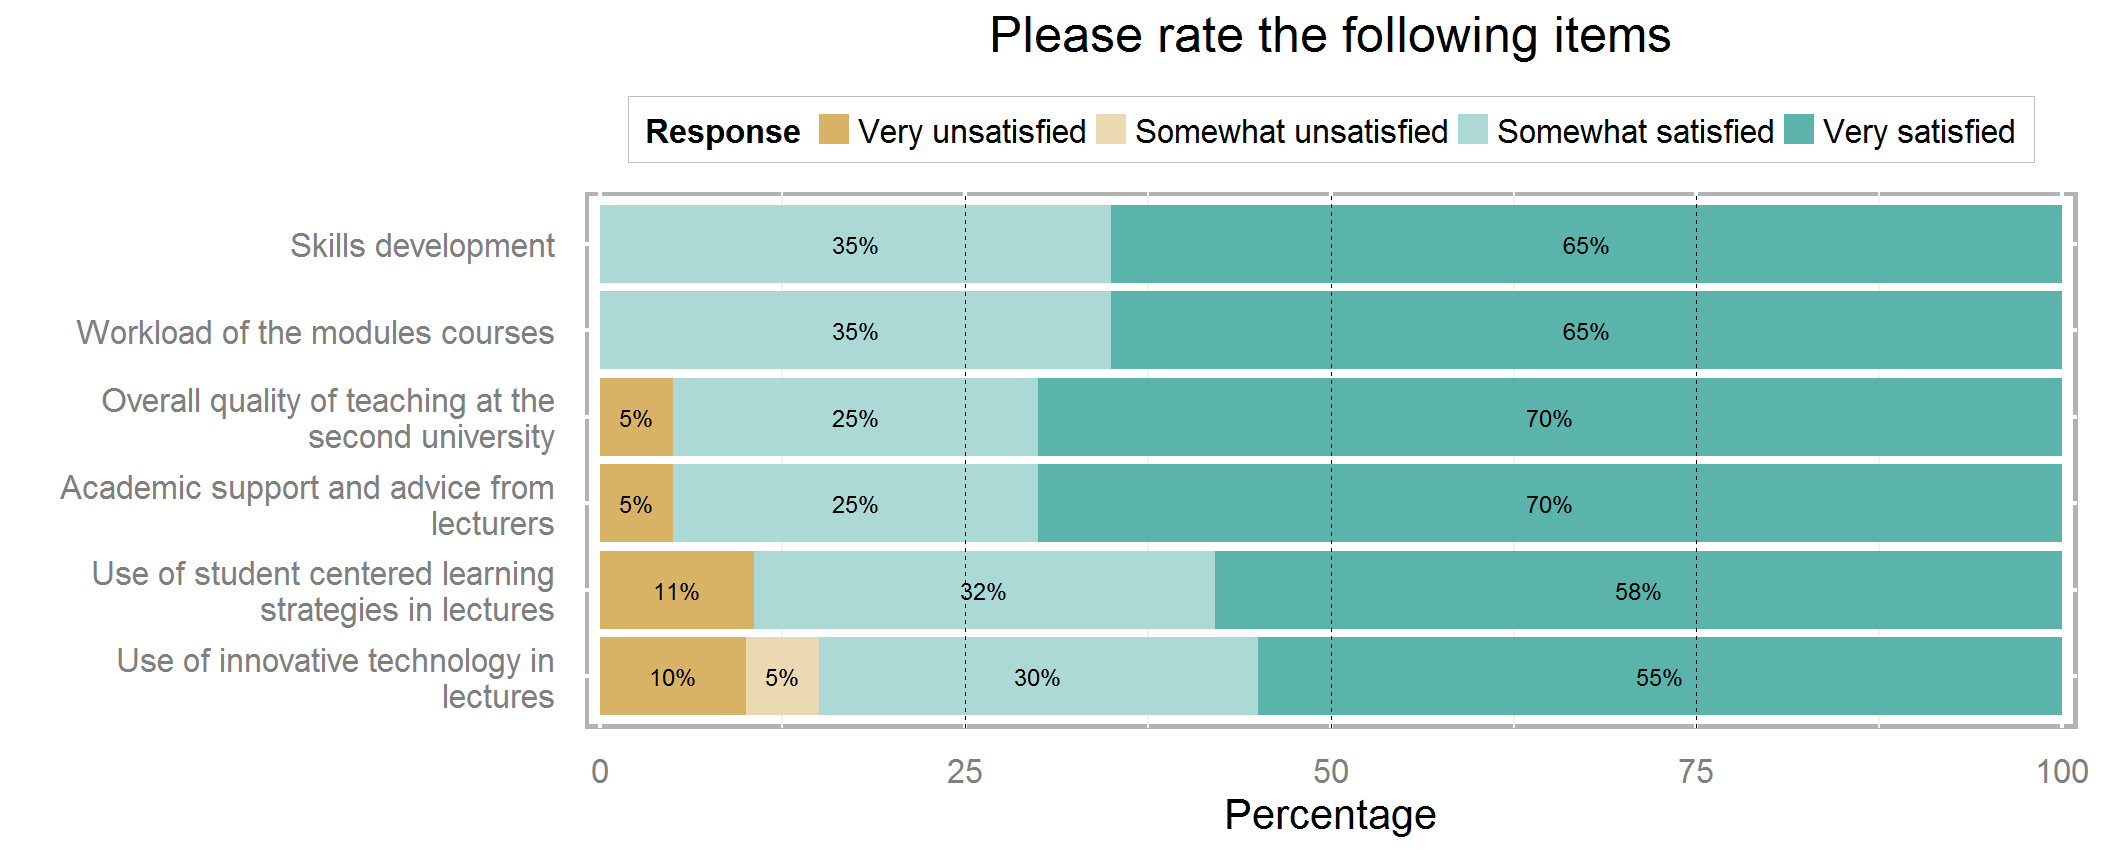 Please rate the following items
Response Very unsatisfied Somewhat unsatisfied Somewhat satisfied Very satisfied
Skills development
35% 65%
Workload of the modules courses
35% 65%
Overall quality of teaching at the
second university
5% 25% 70%
Academic support and advice from
lecturers
5% 25% 70%
Use of student centered learning
strategies in lectures
11% 32% 58%
Use of innovative technology in
lectures
10% 5% 30% 55%
0 25 50 75 100
Percentage